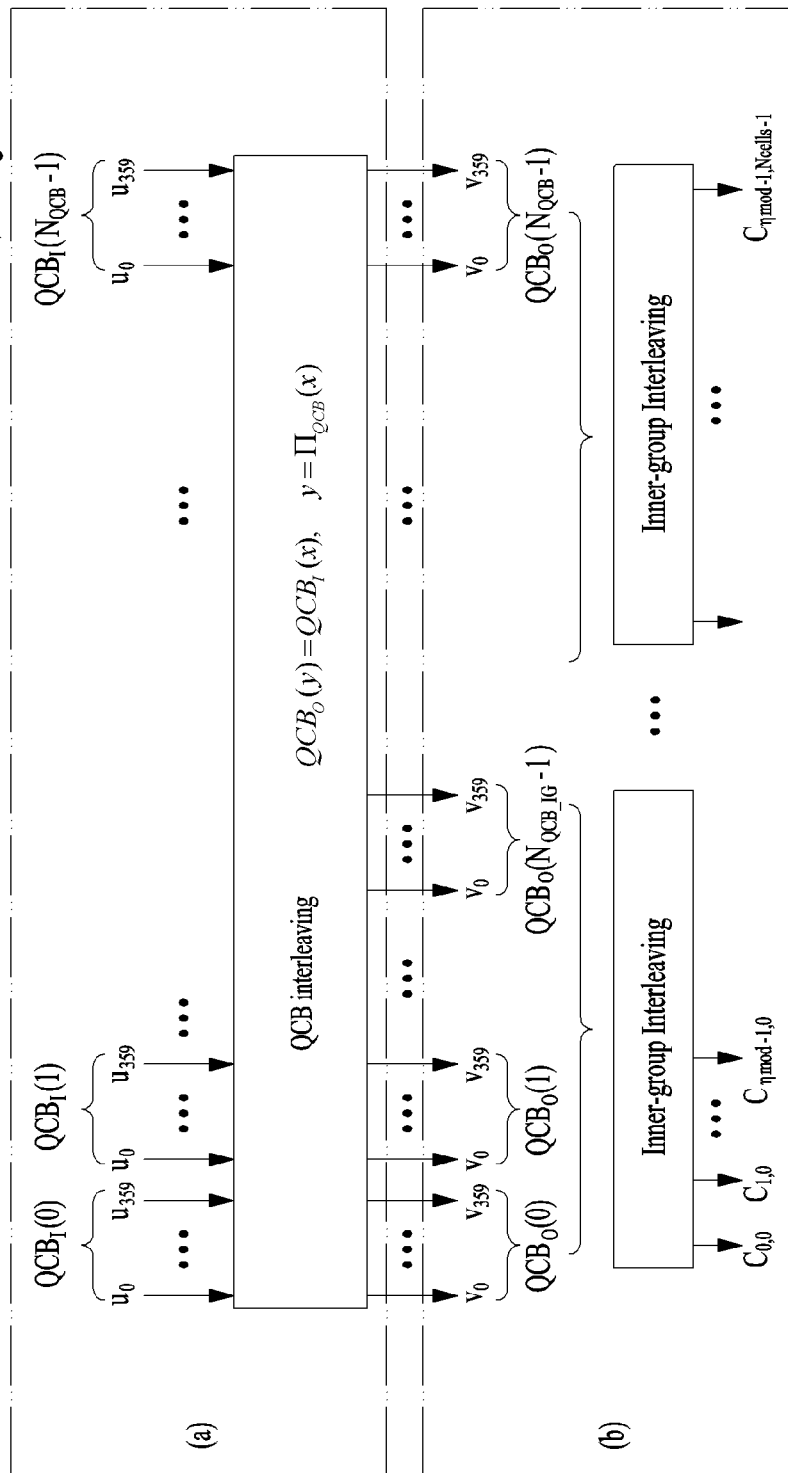 (a)
QCB_I(0) QCB_I(1) QCB_I(N_QCB-1)
u_0 ••• u_359 u_0 ••• u_359 ••• ••• u_0 ••• u_359
QCB interleaving QCB_O(y)=QCB_I(x), y=Π_QCB(x)
••• ••• ••• ••• ••• •••
(b)
v_0 v_359 v_0 v_359 v_0 v_359 v_0 v_359
QCB_O(0) QCB_O(1) QCB_O(N_QCB_IG-1) QCB_O(N_QCB-1)
Inner-group Interleaving ••• Inner-group Interleaving
••• •••
C_0,0 C_1,0 C_ηmod-1,0 C_ηmod-1,Ncells-1